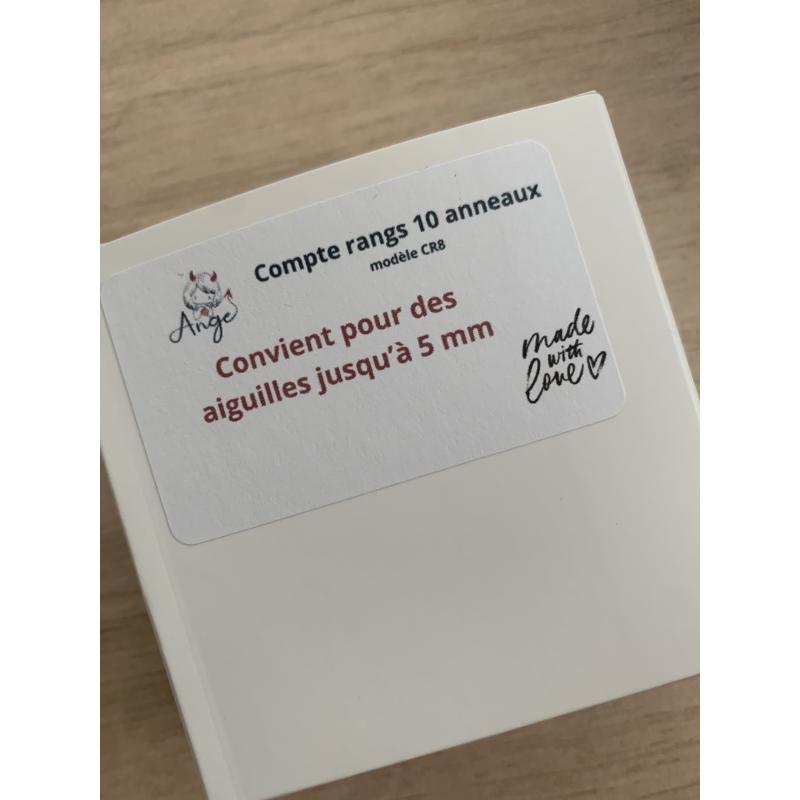 Compte rangs 10 anneaux
modèle CR8
Ange
Convient pour des
aiguilles jusqu'à 5 mm
made
with
love